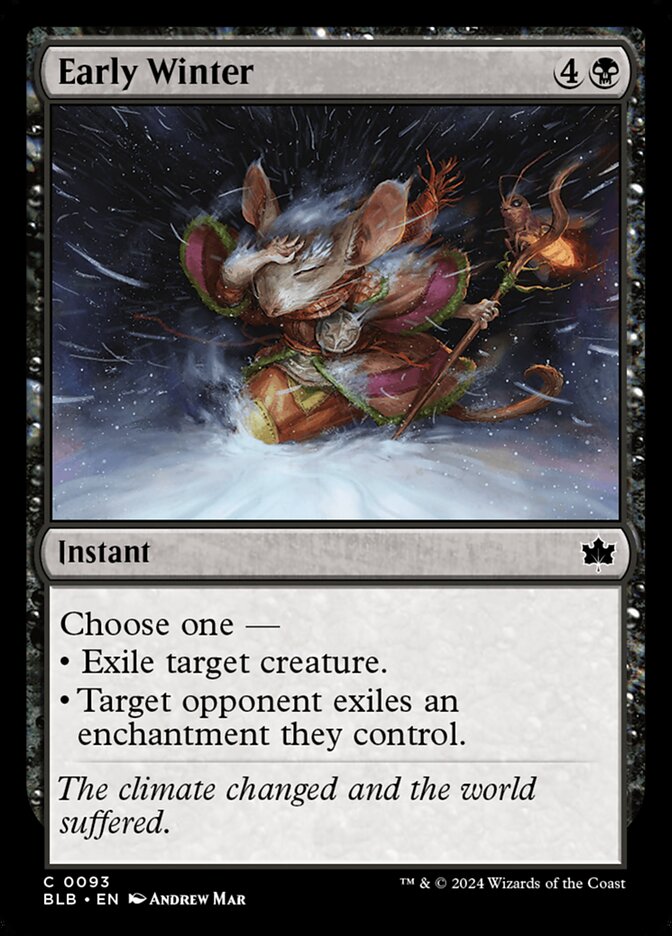 Early Winter 4
Instant
Choose one —
• Exile target creature.
• Target opponent exiles an
enchantment they control.
The climate changed and the world
suffered.
C 0093
BLB • EN Andrew Mar
™ & © 2024 Wizards of the Coast